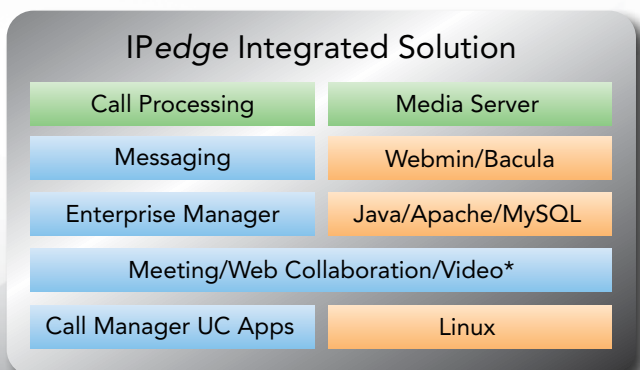 IPedge Integrated Solution
Call Processing
Media Server
Messaging
Webmin/Bacula
Enterprise Manager
Java/Apache/MySQL
Meeting/Web Collaboration/Video*
Call Manager UC Apps
Linux